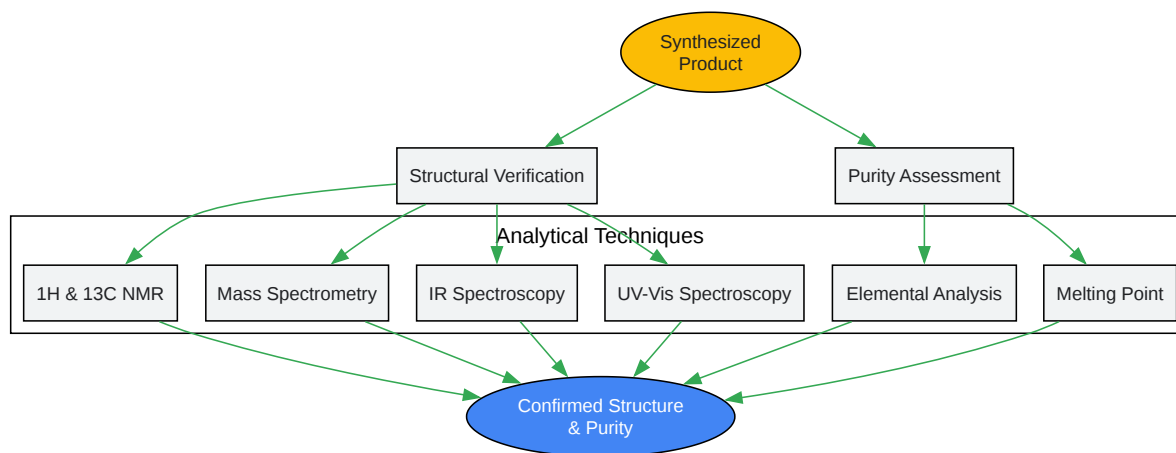 Synthesized
Product
Structural Verification
Purity Assessment
Analytical Techniques
1H & 13C NMR
Mass Spectrometry
IR Spectroscopy
UV-Vis Spectroscopy
Elemental Analysis
Melting Point
Confirmed Structure
& Purity